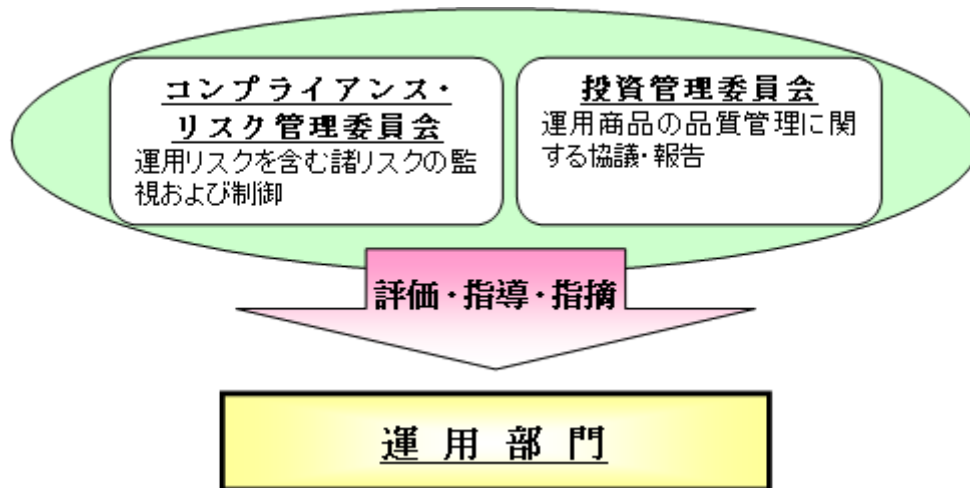 コンプライアンス・
リスク管理委員会
運用リスクを含む諸リスクの監
視および制御
投資管理委員会
運用商品の品質管理に関
する協議・報告
評価・指導・指摘
運用部門